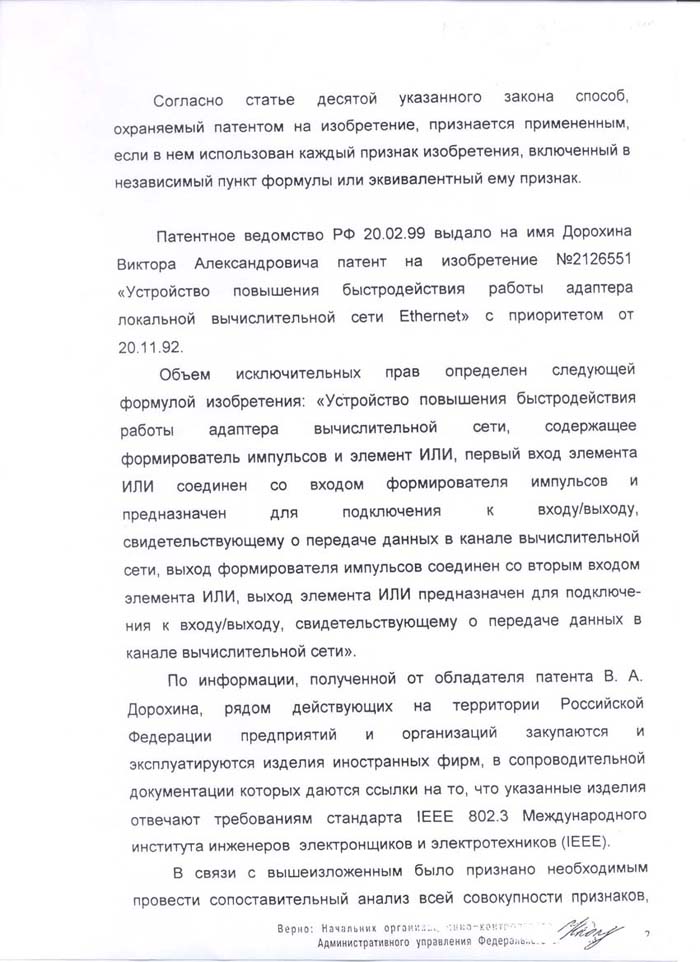 Согласно статье десятой указанного закона способ,
охраняемый патентом на изобретение, признается примененным,
если в нем использован каждый признак изобретения, включенный в
независимый пункт формулы или эквивалентный ему признак.
Патентное ведомство РФ 20.02.99 выдало на имя Дорохина
Виктора Александровича патент на изобретение №2126551
«Устройство повышения быстродействия работы адаптера
локальной вычислительной сети Ethernet» с приоритетом от
20.11.92.
Объем исключительных прав определен следующей
формулой изобретения: «Устройство повышения быстродействия
работы адаптера вычислительной сети, содержащее
формирователь импульсов и элемент ИЛИ, первый вход элемента
ИЛИ соединен со входом формирователя импульсов и
предназначен для подключения к входу/выходу,
свидетельствующему о передаче данных в канале вычислительной
сети, выход формирователя импульсов соединен со вторым входом
элемента ИЛИ, выход элемента ИЛИ предназначен для подключе-
ния к входу/выходу, свидетельствующему о передаче данных в
канале вычислительной сети».
По информации, полученной от обладателя патента В. А.
Дорохина, рядом действующих на территории Российской
Федерации предприятий и организаций закупаются и
эксплуатируются изделия иностранных фирм, в сопроводительной
документации которых даются ссылки на то, что указанные изделия
отвечают требованиям стандарта IEEE 802.3 Международного
института инженеров электронщиков и электротехников (IEEE).
В связи с вышеизложенным было признано необходимым
провести сопоставительный анализ всей совокупности признаков,
Верно: Начальник
Административного управления